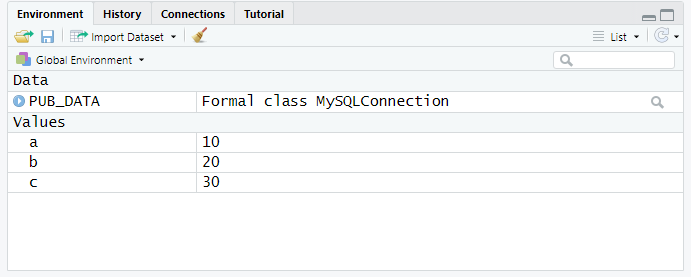 Environment History Connections Tutorial
Import Dataset List
Global Environment
Data
PUB_DATA Formal class MySQLConnection
Values
a 10
b 20
c 30